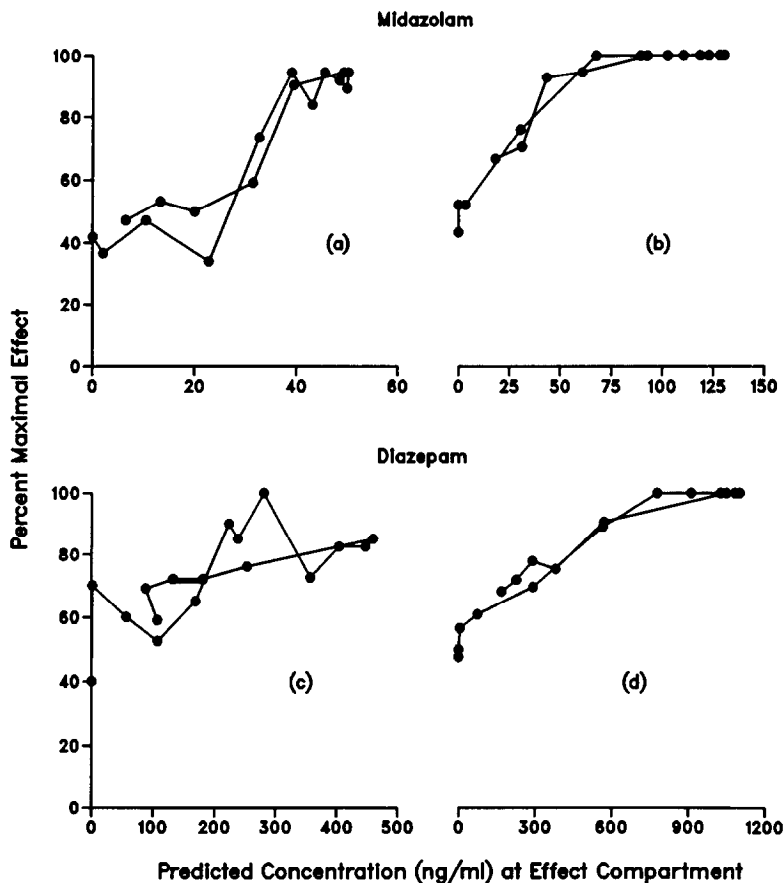 Midazolam
100
80
60
40
20
0
(a)
(b)
0 20 40 60
0 25 50 75 100 125 150
Percent Maximal Effect
Diazepam
100
80
60
40
20
0
(c)
(d)
0 100 200 300 400 500
0 300 600 900 1200
Predicted Concentration (ng/ml) at Effect Compartment